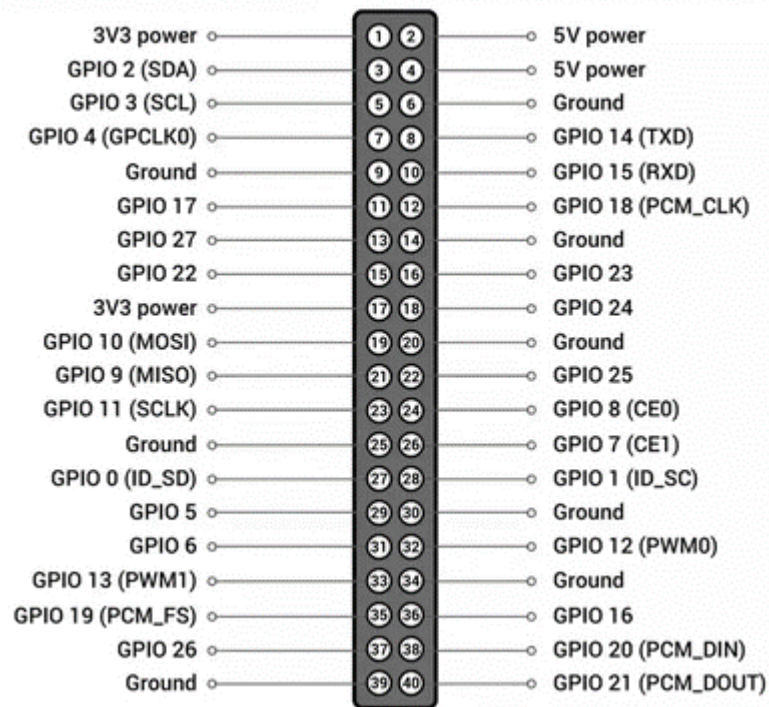 3V3 power 1 2 5V power
GPIO 2 (SDA) 3 4 5V power
GPIO 3 (SCL) 5 6 Ground
GPIO 4 (GPCLK0) 7 8 GPIO 14 (TXD)
Ground 9 10 GPIO 15 (RXD)
GPIO 17 11 12 GPIO 18 (PCM_CLK)
GPIO 27 13 14 Ground
GPIO 22 15 16 GPIO 23
3V3 power 17 18 GPIO 24
GPIO 10 (MOSI) 19 20 Ground
GPIO 9 (MISO) 21 22 GPIO 25
GPIO 11 (SCLK) 23 24 GPIO 8 (CE0)
Ground 25 26 GPIO 7 (CE1)
GPIO 0 (ID_SD) 27 28 GPIO 1 (ID_SC)
GPIO 5 29 30 Ground
GPIO 6 31 32 GPIO 12 (PWM0)
GPIO 13 (PWM1) 33 34 Ground
GPIO 19 (PCM_FS) 35 36 GPIO 16
GPIO 26 37 38 GPIO 20 (PCM_DIN)
Ground 39 40 GPIO 21 (PCM_DOUT)